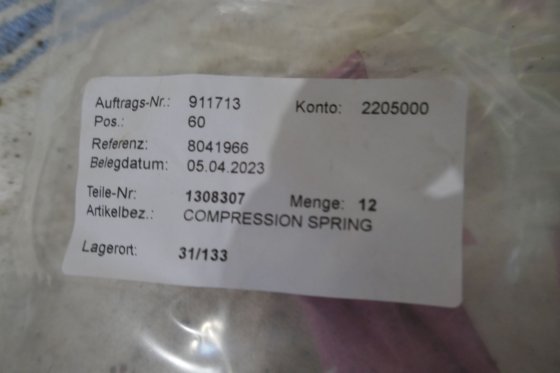 Auftrags-Nr.: 911713 Konto: 2205000
Pos.: 60
Referenz: 8041966
Belegdatum: 05.04.2023
Teile-Nr: 1308307 Menge: 12
Artikelbez.: COMPRESSION SPRING
Lagerort: 31/133